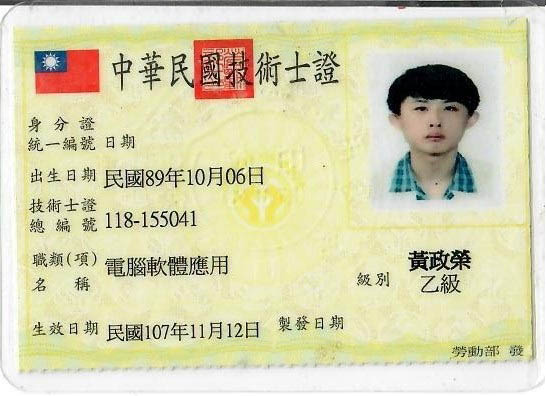 中華民國技術士證
身分證
統一編號 日期
出生日期 民國89年10月06日
技術士證
總編號 118-155041
職類(項)
名稱 電腦軟體應用
黃政榮
級別 乙級
生效日期 民國107年11月12日 製發日期
勞動部 發